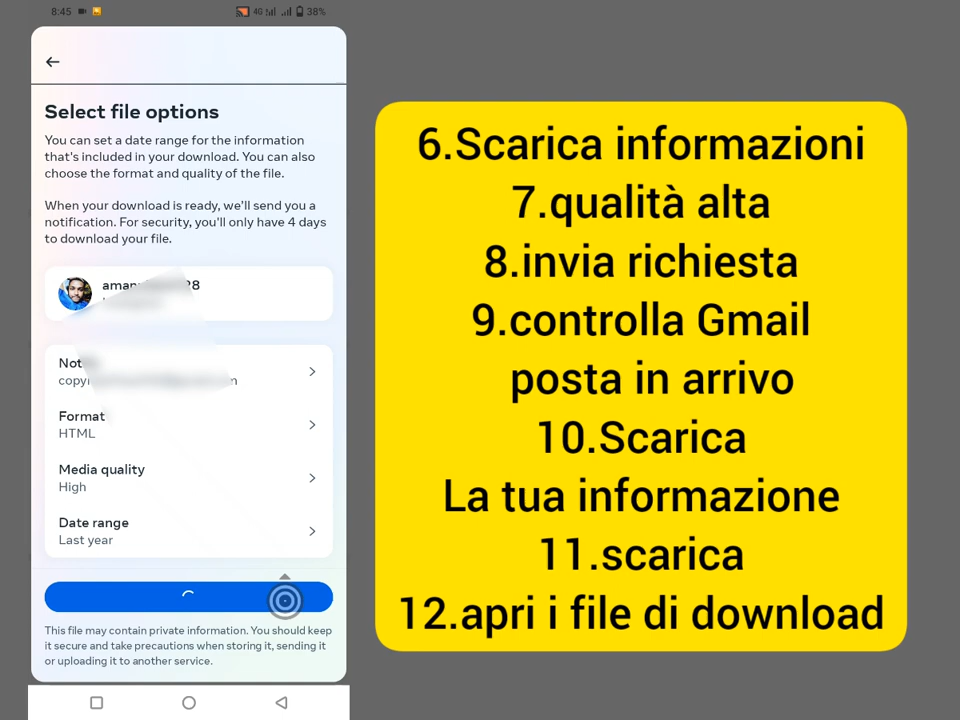 8:45
4G
38%
Select file options
You can set a date range for the information
that's included in your download. You can also
choose the format and quality of the file.
When your download is ready, we'll send you a
notification. For security, you'll only have 4 days
to download your file.
Format
HTML
Media quality
High
Date range
Last year
This file may contain private information. You should keep
it secure and take precautions when storing it, sending it
or uploading it to another service.
6.Scarica informazioni
7.qualità alta
8.invia richiesta
9.controlla Gmail
posta in arrivo
10.Scarica
La tua informazione
11.scarica
12.apri i file di download